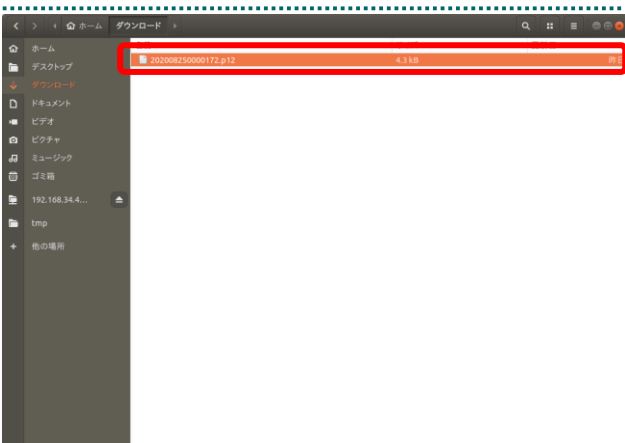 ホーム ダウンロード
ホーム
デスクトップ
ダウンロード
ドキュメント
ビデオ
ピクチャ
ミュージック
ゴミ箱
192.168.34.4...
tmp
他の場所
202008250000172.p12 4.3 kB 昨日